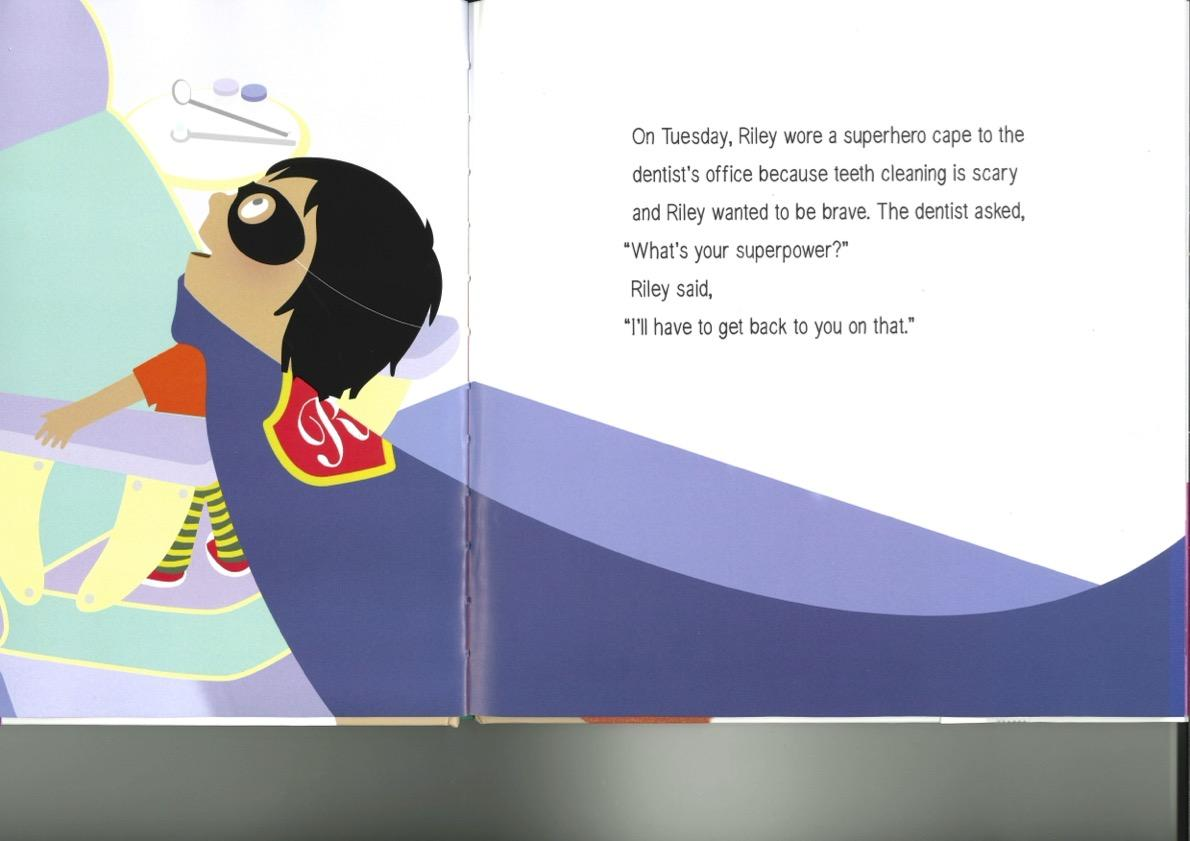 R
On Tuesday, Riley wore a superhero cape to the
dentist's office because teeth cleaning is scary
and Riley wanted to be brave. The dentist asked,
“What's your superpower?”
Riley said,
“I'll have to get back to you on that.”